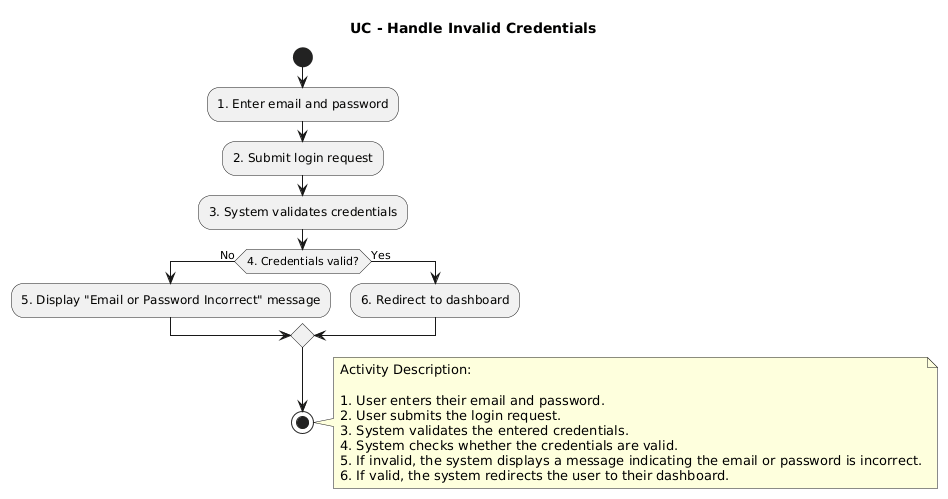 UC - Handle Invalid Credentials
1. Enter email and password
2. Submit login request
3. System validates credentials
No
4. Credentials valid?
Yes
5. Display "Email or Password Incorrect" message
6. Redirect to dashboard
Activity Description:
1. User enters their email and password.
2. User submits the login request.
3. System validates the entered credentials.
4. System checks whether the credentials are valid.
5. If invalid, the system displays a message indicating the email or password is incorrect.
6. If valid, the system redirects the user to their dashboard.